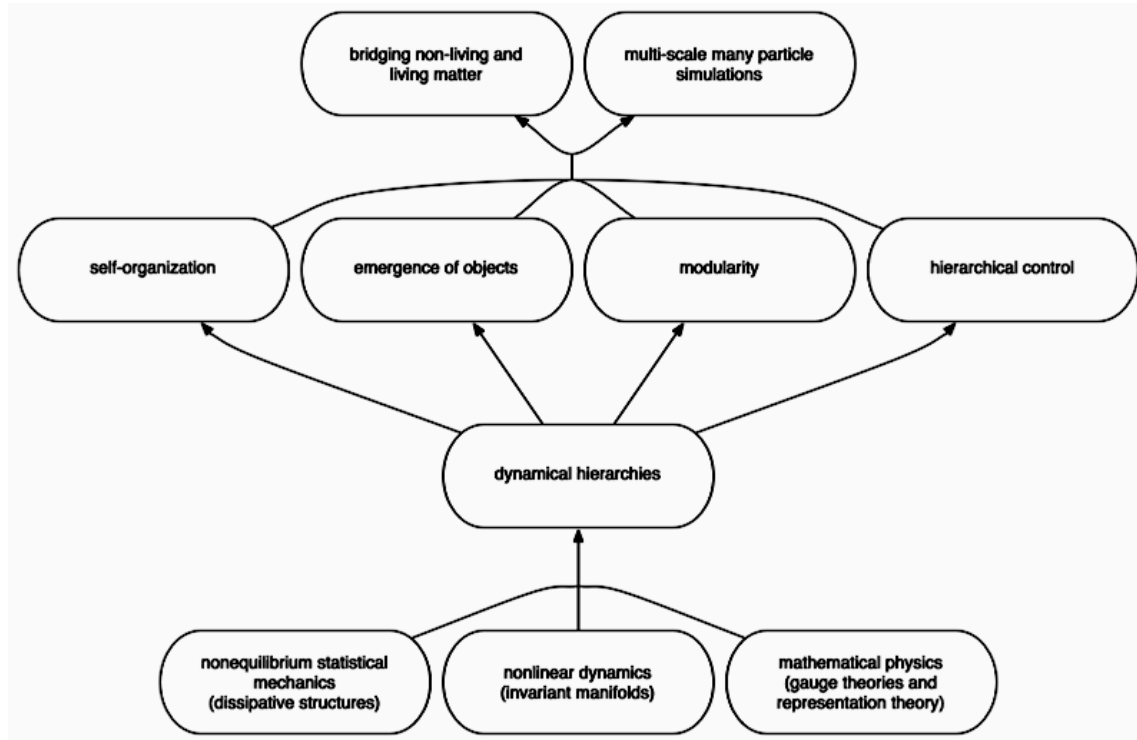 bridging non-living and
living matter
multi-scale many particle
simulations
self-organization
emergence of objects
modularity
hierarchical control
dynamical hierarchies
nonequilibrium statistical
mechanics
(dissipative structures)
nonlinear dynamics
(invariant manifolds)
mathematical physics
(gauge theories and
representation theory)